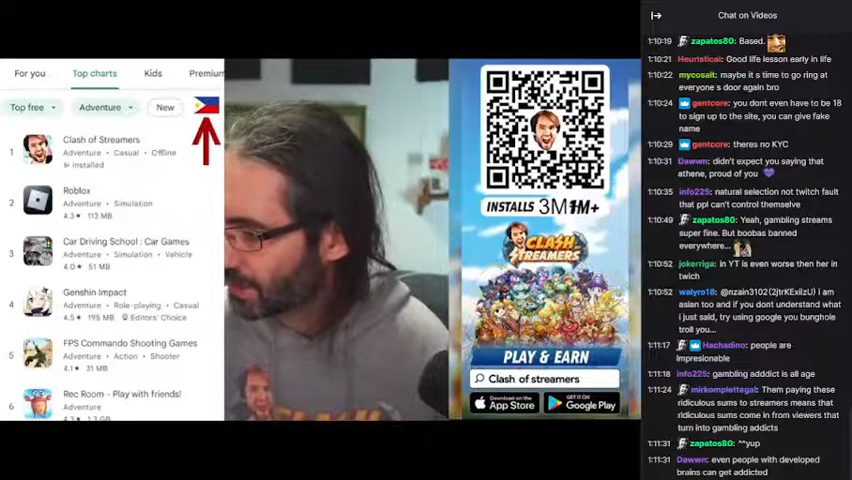 For you
Top charts
Kids
Premium
Top free
Adventure
New
1
Clash of Streamers
Adventure • Casual • Offline
Installed
2
Roblox
Adventure • Simulation
4.3★ 113 MB
3
Car Driving School : Car Games
Adventure • Simulation • Vehicle
4.0★ 51 MB
4
Genshin Impact
Adventure • Role-playing • Casual
4.5★ 195 MB Editors' Choice
5
FPS Commando Shooting Games
Adventure • Action • Shooter
4.1★ 31 MB
6
Rec Room - Play with friends!
Adventure
4.3★ 1.3 GB
INSTALLS 3M
CLASH OF
STREAMERS
PLAY & EARN
Clash of streamers
Download on the
App Store
GET IT ON
Google Play
Chat on Videos
1:10:19 zapatos80: Based.
1:10:21 Heuristical: Good life lesson early in life
1:10:22 mycosalt: maybe it s time to go ring at
everyone s door again bro
1:10:24 gentcore: you dont even have to be 18
to sign up to the site, you can give fake
name
1:10:29 gentcore: theres no KYC
1:10:31 Dawwn: didn't expect you saying that
athene, proud of you
1:10:35 info225: natural selection not twitch fault
that ppl can't control themselves
1:10:49 zapatos80: Yeah, gambling streams
super fine. But boobas banned
everywhere...
1:10:52 jokerriga: in YT is even worse then her in
twich
1:10:52 walyro18: @nzain3102(2jtrKExiizU) i am
asian too and if you dont understand what
i just said, try using google you bunghole
troll you...
1:11:17 Hachadino: people are
impresionable
1:11:18 info225: gambling adddict is all age
1:11:24 mirkomplettegal: Them paying these
ridiculous sums to streamers means that
ridiculous sums come in from viewers that
turn into gambling addicts
1:11:31 zapatos80: ^^yup
1:11:31 Dawwn: even people with developed
brains can get addicted